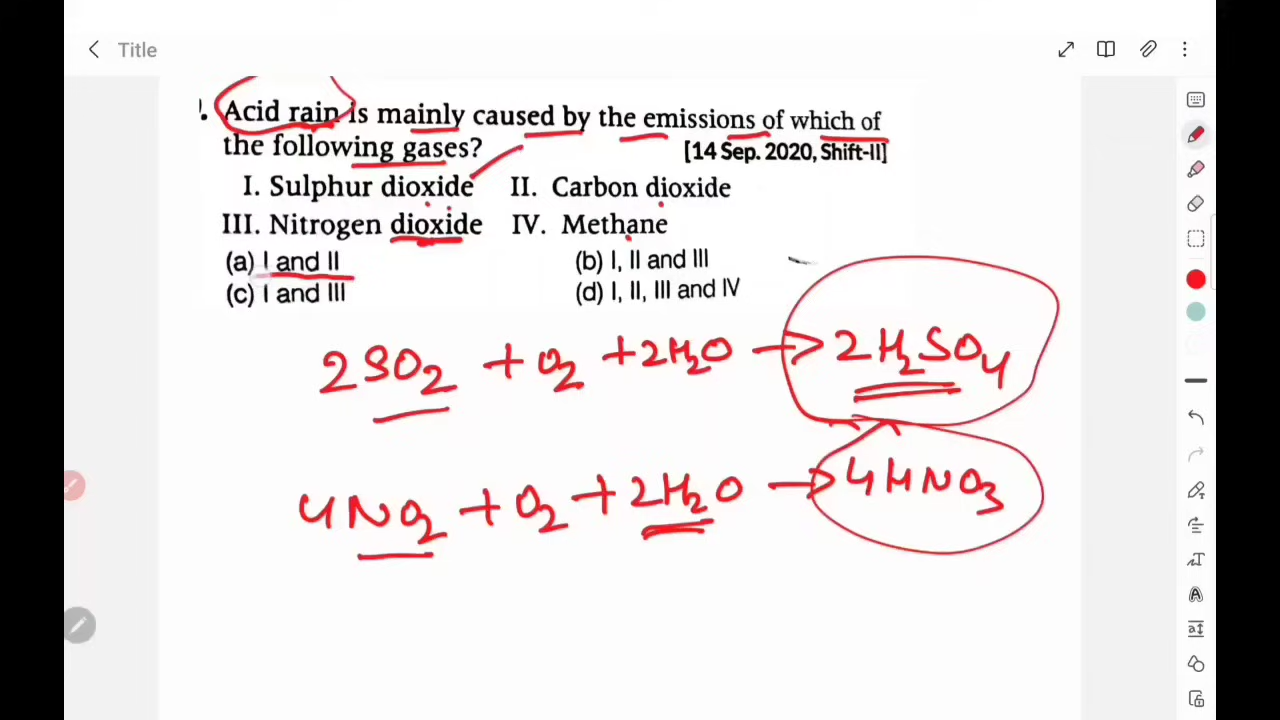 Title
. Acid rain is mainly caused by the emissions of which of
the following gases? [14 Sep. 2020, Shift-II]
I. Sulphur dioxide II. Carbon dioxide
III. Nitrogen dioxide IV. Methane
(a) I and II (b) I, II and III
(c) I and III (d) I, II, III and IV
2SO2 + O2 + 2H2O → 2H2SO4
4NO2 + O2 + 2H2O → 4HNO3